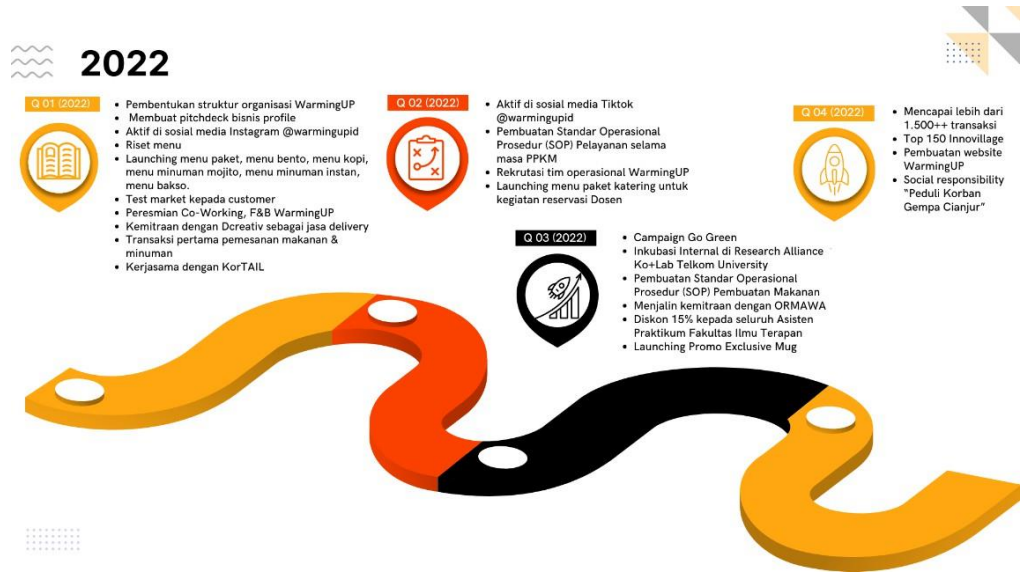 2022
Q 01 (2022)
• Pembentukan struktur organisasi WarmingUP
• Membuat pitchdeck bisnis profile
• Aktif di sosial media Instagram @warmingupid
• Riset menu
• Launching menu paket, menu bento, menu kopi,
menu minuman mojito, menu minuman instan,
menu bakso.
• Test market kepada customer
• Peresmian Co-Working, F&B WarmingUP
• Kemitraan dengan Dcreativ sebagai jasa delivery
• Transaksi pertama pemesanan makanan &
minuman
• Kerjasama dengan KorTAIL
Q 02 (2022)
• Aktif di sosial media Tiktok
@warmingupid
• Pembuatan Standar Operasional
Prosedur (SOP) Pelayanan selama
masa PPKM
• Rekrutasi tim operasional WarmingUP
• Launching menu paket katering untuk
kegiatan reservasi Dosen
Q 03 (2022)
• Campaign Go Green
• Inkubasi Internal di Research Alliance
Ko+Lab Telkom University
• Pembuatan Standar Operasional
Prosedur (SOP) Pembuatan Makanan
• Menjalin kemitraan dengan ORMAWA
• Diskon 15% kepada seluruh Asisten
Praktikum Fakultas Ilmu Terapan
• Launching Promo Exclusive Mug
Q 04 (2022)
• Mencapai lebih dari
1.500++ transaksi
• Top 150 Innovillage
• Pembuatan website
WarmingUP
• Social responsibility
“Peduli Korban
Gempa Cianjur”